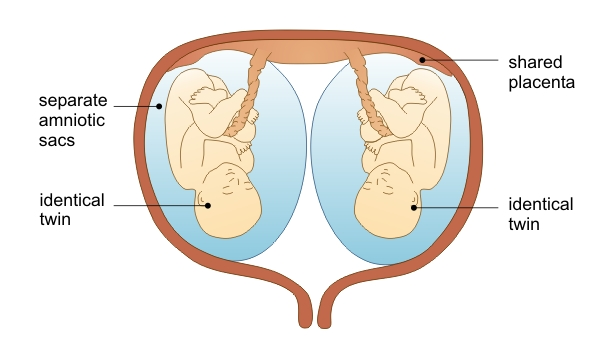 shared
placenta
separate
amniotic
sacs
identical
twin
identical
twin